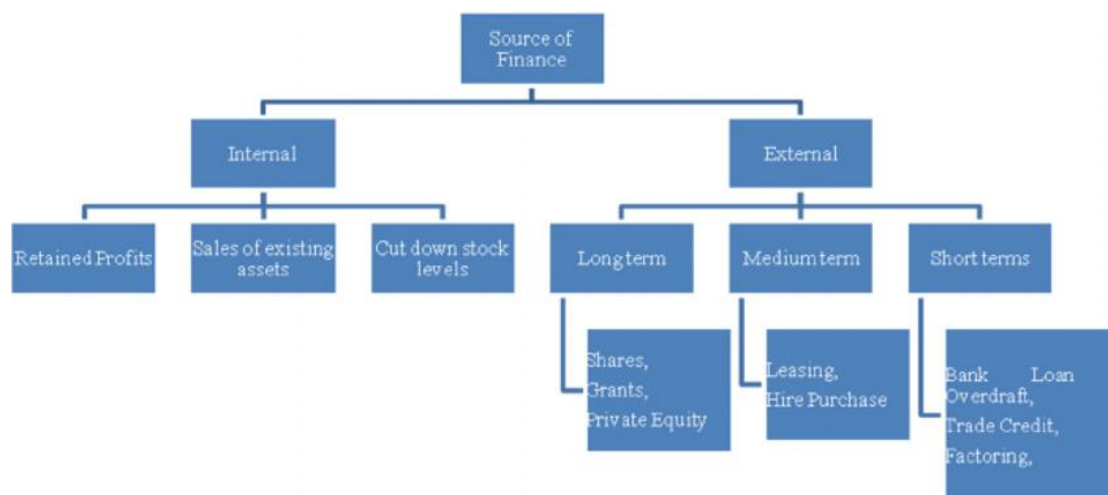 Source of
Finance
Internal
External
Retained Profits
Sales of existing
assets
Cut down stock
levels
Long term
Medium term
Short terms
Shares,
Grants,
Private Equity
Leasing,
Hire Purchase
Bank Loan
Overdraft,
Trade Credit,
Factoring,